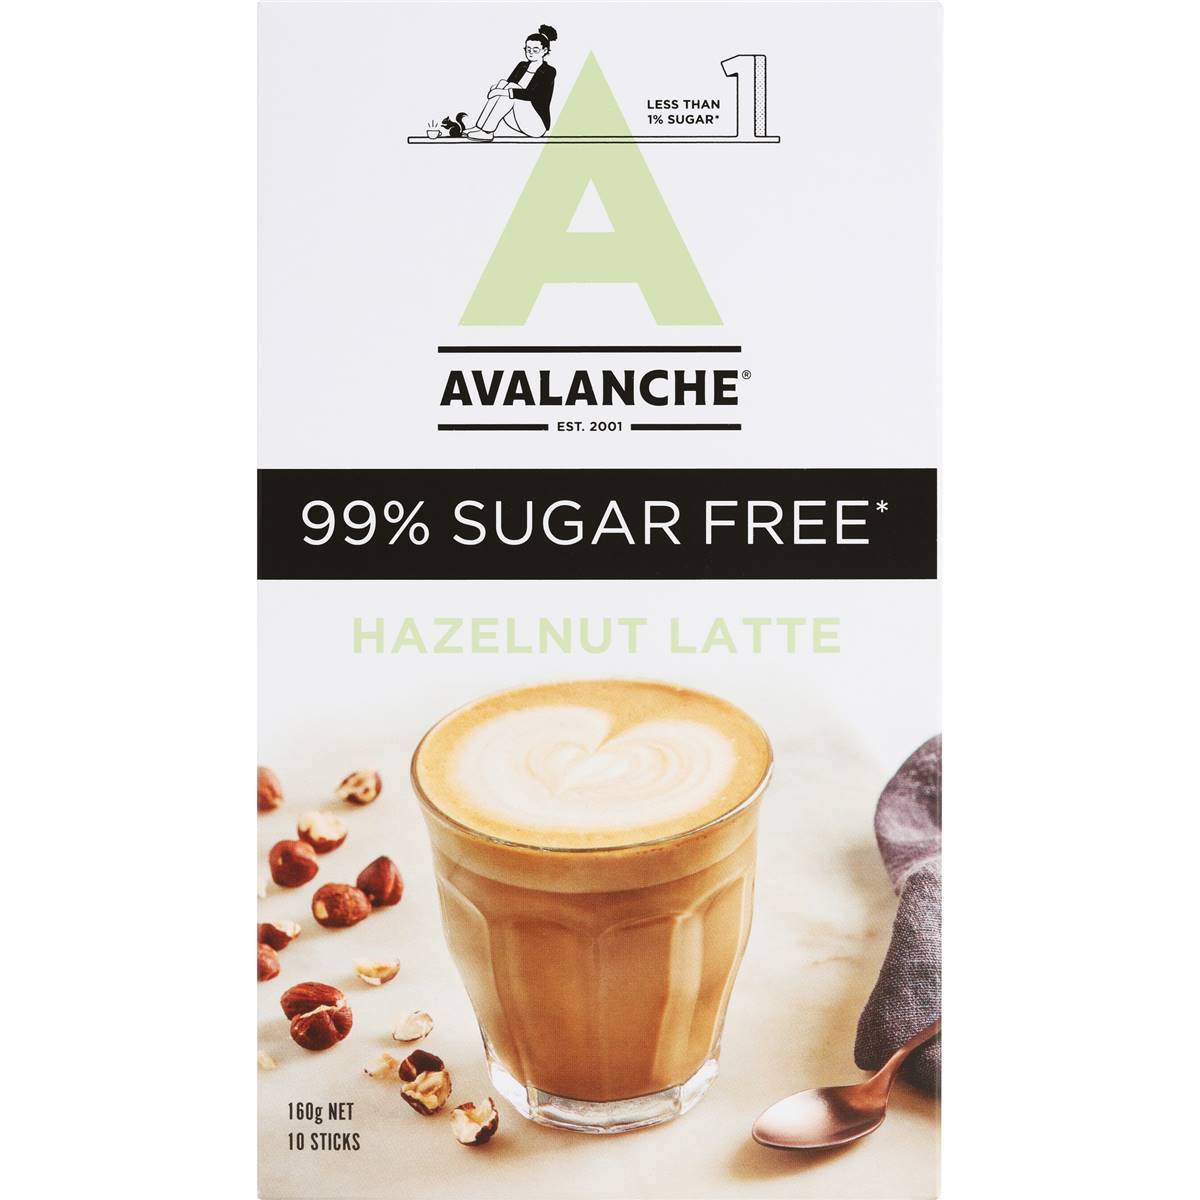 LESS THAN
1% SUGAR*
1
A
AVALANCHE®
EST. 2001
99% SUGAR FREE*
HAZELNUT LATTE
160g NET
10 STICKS